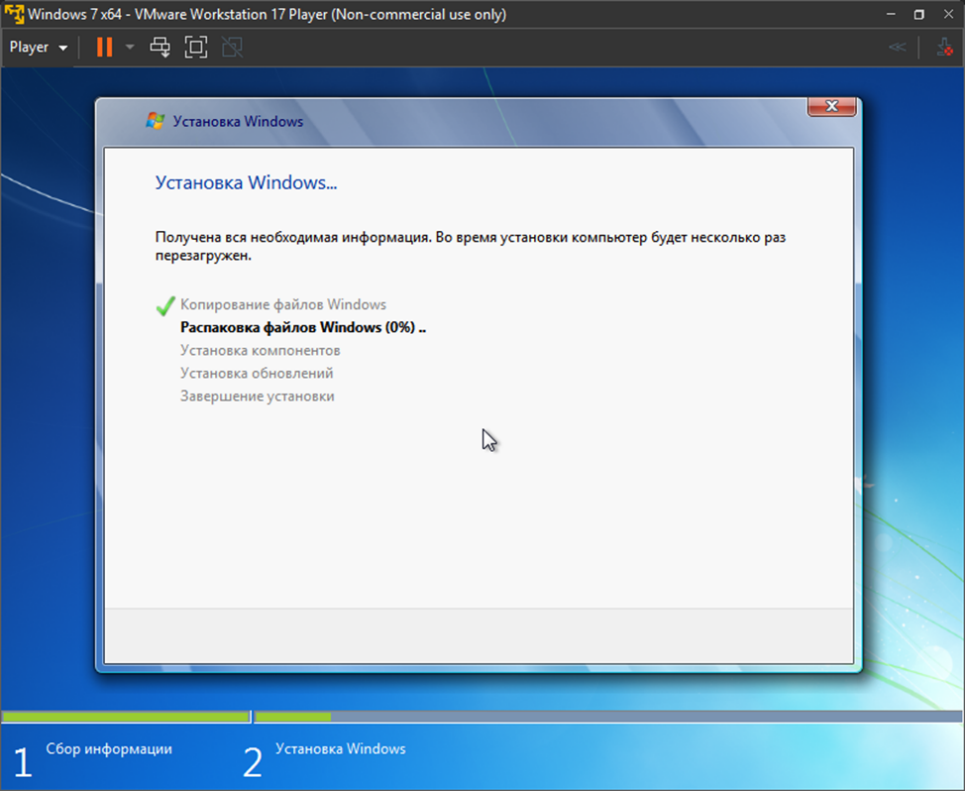 Windows 7 x64 - VMware Workstation 17 Player (Non-commercial use only)
Player
Установка Windows
Установка Windows...
Получена вся необходимая информация. Во время установки компьютер будет несколько раз
перезагружен.
Копирование файлов Windows
Распаковка файлов Windows (0%) ..
Установка компонентов
Установка обновлений
Завершение установки
1 Сбор информации 2 Установка Windows